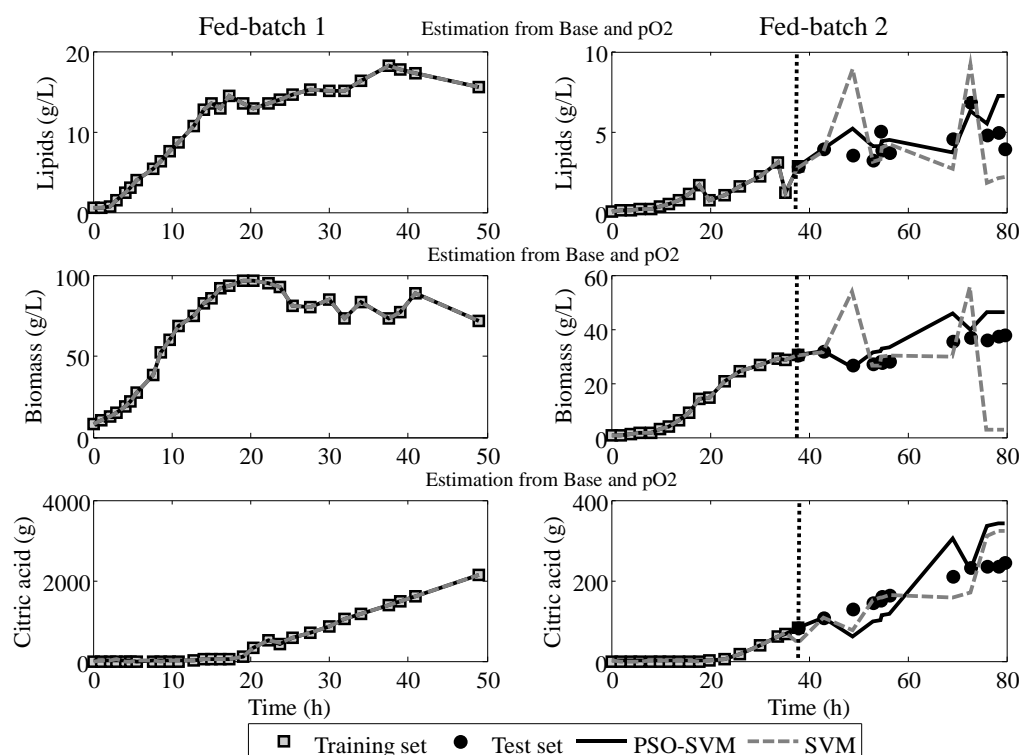 Fed-batch 1 Estimation from Base and pO2 Fed-batch 2
Lipids (g/L)
20
10
0
0 10 20 30 40 50
Lipids (g/L)
10
5
0
0 20 40 60 80
Estimation from Base and pO2
Biomass (g/L)
100
50
0
0 10 20 30 40 50
Biomass (g/L)
60
40
20
0
0 20 40 60 80
Estimation from Base and pO2
Citric acid (g)
4000
2000
0
0 10 20 30 40 50
Time (h)
Citric acid (g)
400
200
0
0 20 40 60 80
Time (h)
Training set Test set PSO-SVM SVM